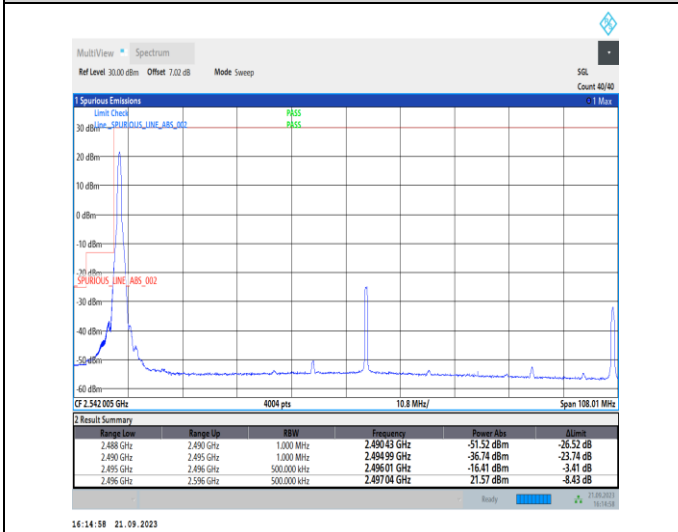 MultiView Spectrum
Ref Level 30.00 dBm Offset 7.02 dB Mode Sweep SGL
Count 40/40
1 Spurious Emissions 1 Max
Limit Check PASS
Line _SPURIOUS_LINE_ABS_002 PASS
30 dBm
20 dBm
10 dBm
0 dBm
-10 dBm
-20 dBm
_SPURIOUS_LINE_ABS_002
-30 dBm
-40 dBm
-50 dBm
-60 dBm
CF 2.542 005 GHz 4004 pts 10.8 MHz/ Span 108.01 MHz
2 Result Summary
Range Low Range Up RBW Frequency Power Abs ΔLimit
2.488 GHz 2.490 GHz 1.000 MHz 2.490 43 GHz -51.52 dBm -26.52 dB
2.490 GHz 2.495 GHz 1.000 MHz 2.494 99 GHz -36.74 dBm -23.74 dB
2.495 GHz 2.496 GHz 500.000 kHz 2.496 01 GHz -16.41 dBm -3.41 dB
2.496 GHz 2.596 GHz 500.000 kHz 2.497 04 GHz 21.57 dBm -8.43 dB
Ready 21.09.2023
16:14:58
16:14:58 21.09.2023